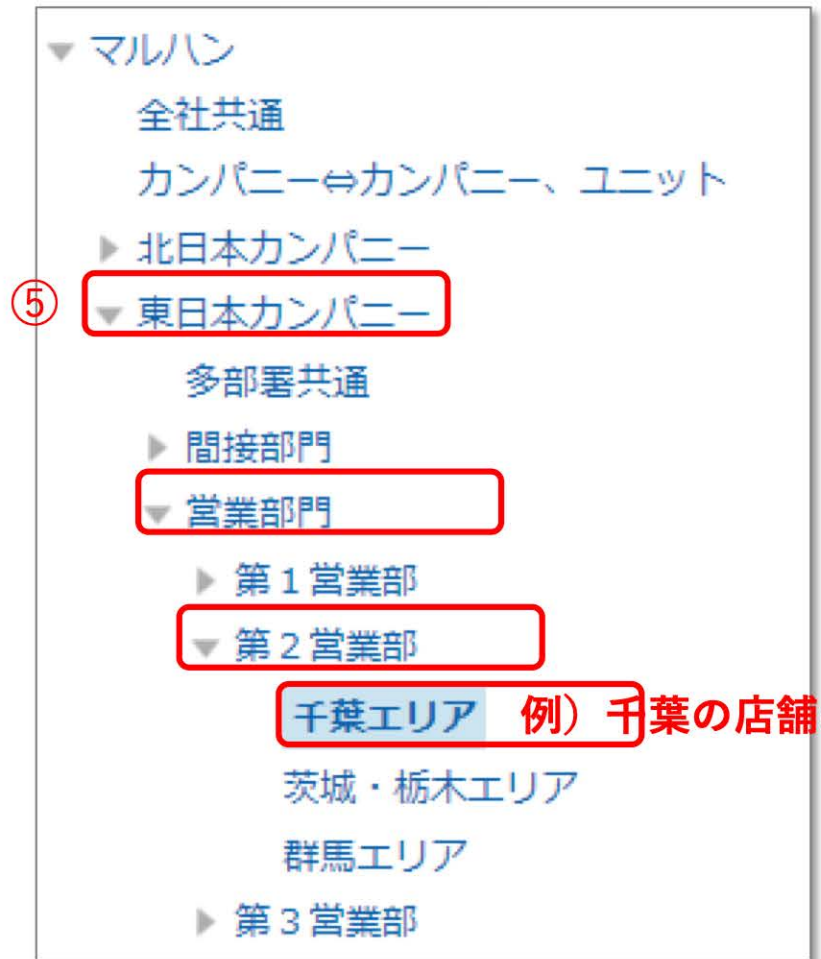 マルハン
全社共通
カンパニー⇔カンパニー、ユニット
北日本カンパニー
⑤ 東日本カンパニー
多部署共通
間接部門
営業部門
第1営業部
第2営業部
千葉エリア 例）千葉の店舗
茨城・栃木エリア
群馬エリア
第3営業部